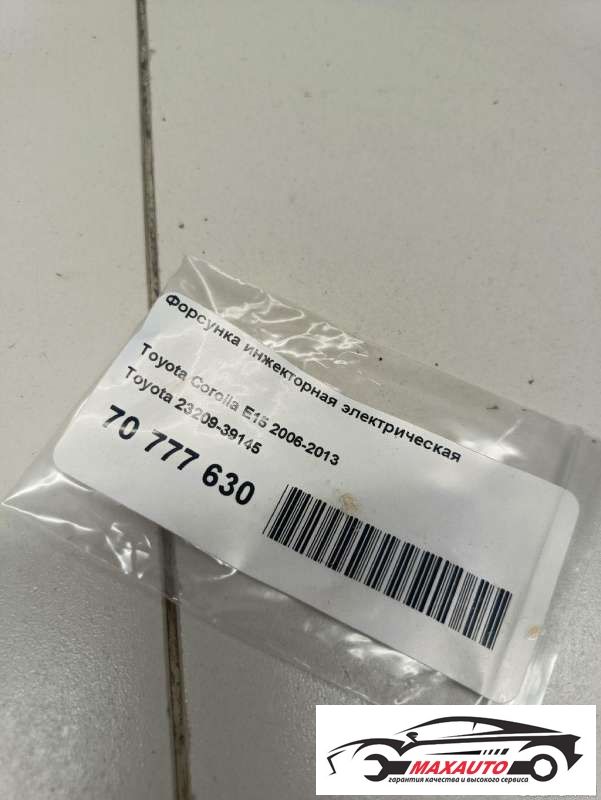 Форсунка инжекторная электрическая
Toyota Corolla E15 2006-2013
Toyota 23209-39145
70 777 630
MAXAUTO
гарантия качества и высокого сервиса